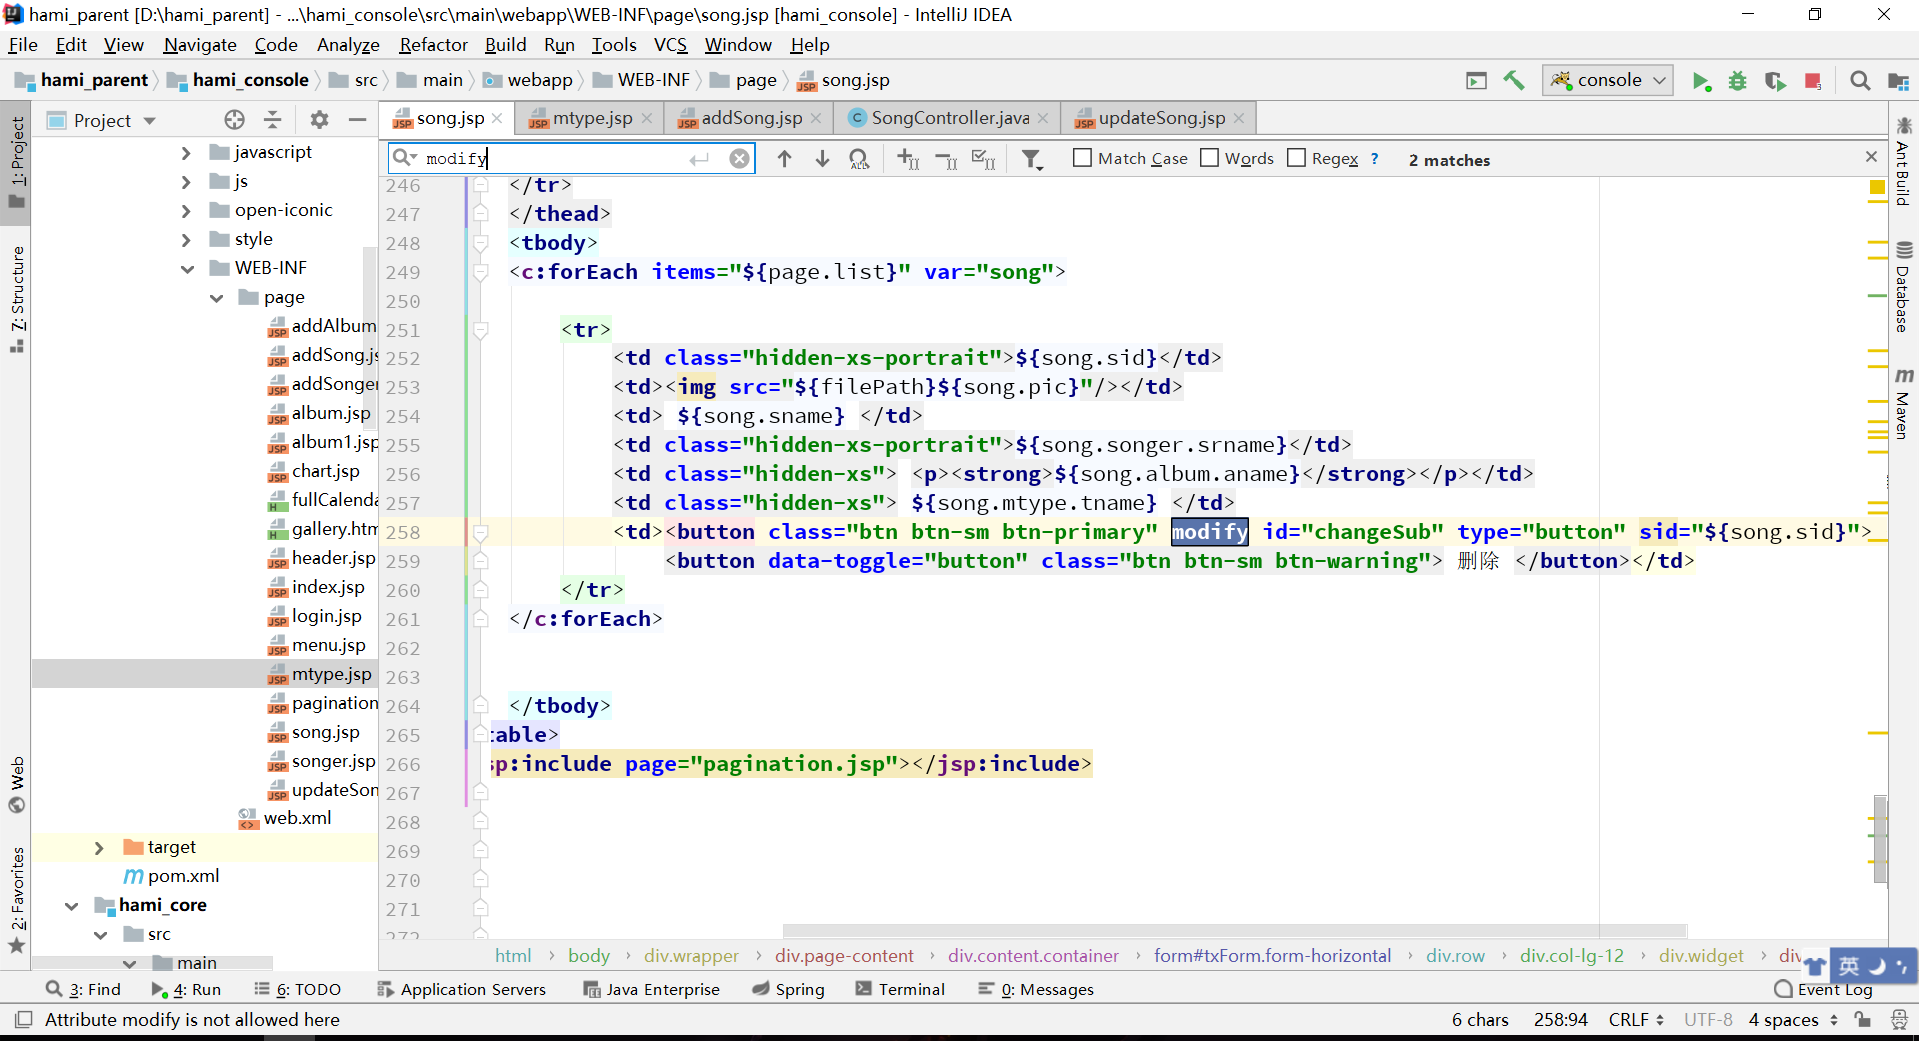 hami_parent [D:\hami_parent] - ...\hami_console\src\main\webapp\WEB-INF\page\song.jsp [hami_console] - IntelliJ IDEA
File Edit View Navigate Code Analyze Refactor Build Run Tools VCS Window Help
hami_parent hami_console src main webapp WEB-INF page song.jsp console
Project song.jsp mtype.jsp addSong.jsp SongController.java updateSong.jsp
modify Match Case Words Regex ? 2 matches
1: Project
7: Structure
Web
2: Favorites
javascript
js
open-iconic
style
WEB-INF
page
addAlbum
addSong.js
addSonger
album.jsp
album1.jsp
chart.jsp
fullCalenda
gallery.htm
header.jsp
index.jsp
login.jsp
menu.jsp
mtype.jsp
pagination
song.jsp
songer.jsp
updateSon
web.xml
target
pom.xml
hami_core
src
main
246 </tr>
247 </thead>
248 <tbody>
249 <c:forEach items="${page.list}" var="song">
250
251 <tr>
252 <td class="hidden-xs-portrait">${song.sid}</td>
253 <td><img src="${filePath}${song.pic}"/></td>
254 <td> ${song.sname} </td>
255 <td class="hidden-xs-portrait">${song.songer.srname}</td>
256 <td class="hidden-xs"> <p><strong>${song.album.aname}</strong></p></td>
257 <td class="hidden-xs"> ${song.mtype.tname} </td>
258 <td><button class="btn btn-sm btn-primary" modify id="changeSub" type="button" sid="${song.sid}">
259 <button data-toggle="button" class="btn btn-sm btn-warning"> 删除 </button></td>
260 </tr>
261 </c:forEach>
262
263
264 </tbody>
265 table>
266 sp:include page="pagination.jsp"></jsp:include>
267
268
269
270
271
272
Ant Build
Database
Maven
html body div.wrapper div.page-content div.content.container form#txForm.form-horizontal div.row div.col-lg-12 div.widget div
英
3: Find 4: Run 6: TODO Application Servers Java Enterprise Spring Terminal 0: Messages Event Log
Attribute modify is not allowed here 6 chars 258:94 CRLF UTF-8 4 spaces